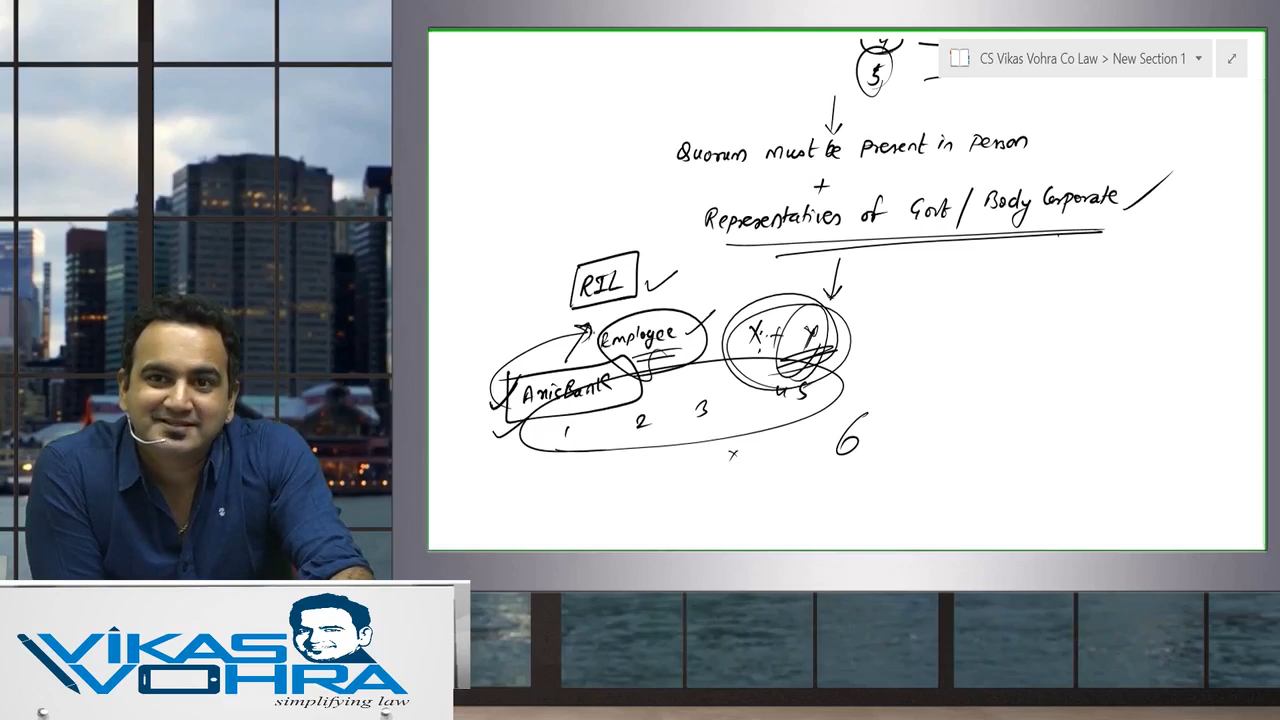 CS Vikas Vohra Co Law > New Section 1
5
Quorum must be present in person
+
Representatives of Govt / Body Corporate
RIL
Employee
X + Y
Axis Bank
4 5
1 2 3
x
6
VIKAS
VOHRA
simplifying law